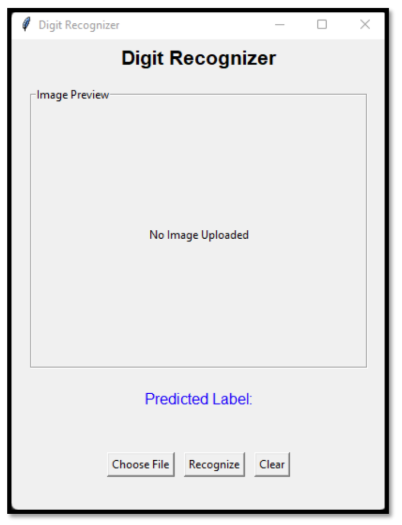 Digit Recognizer
Digit Recognizer
Image Preview
No Image Uploaded
Predicted Label:
Choose File Recognize Clear